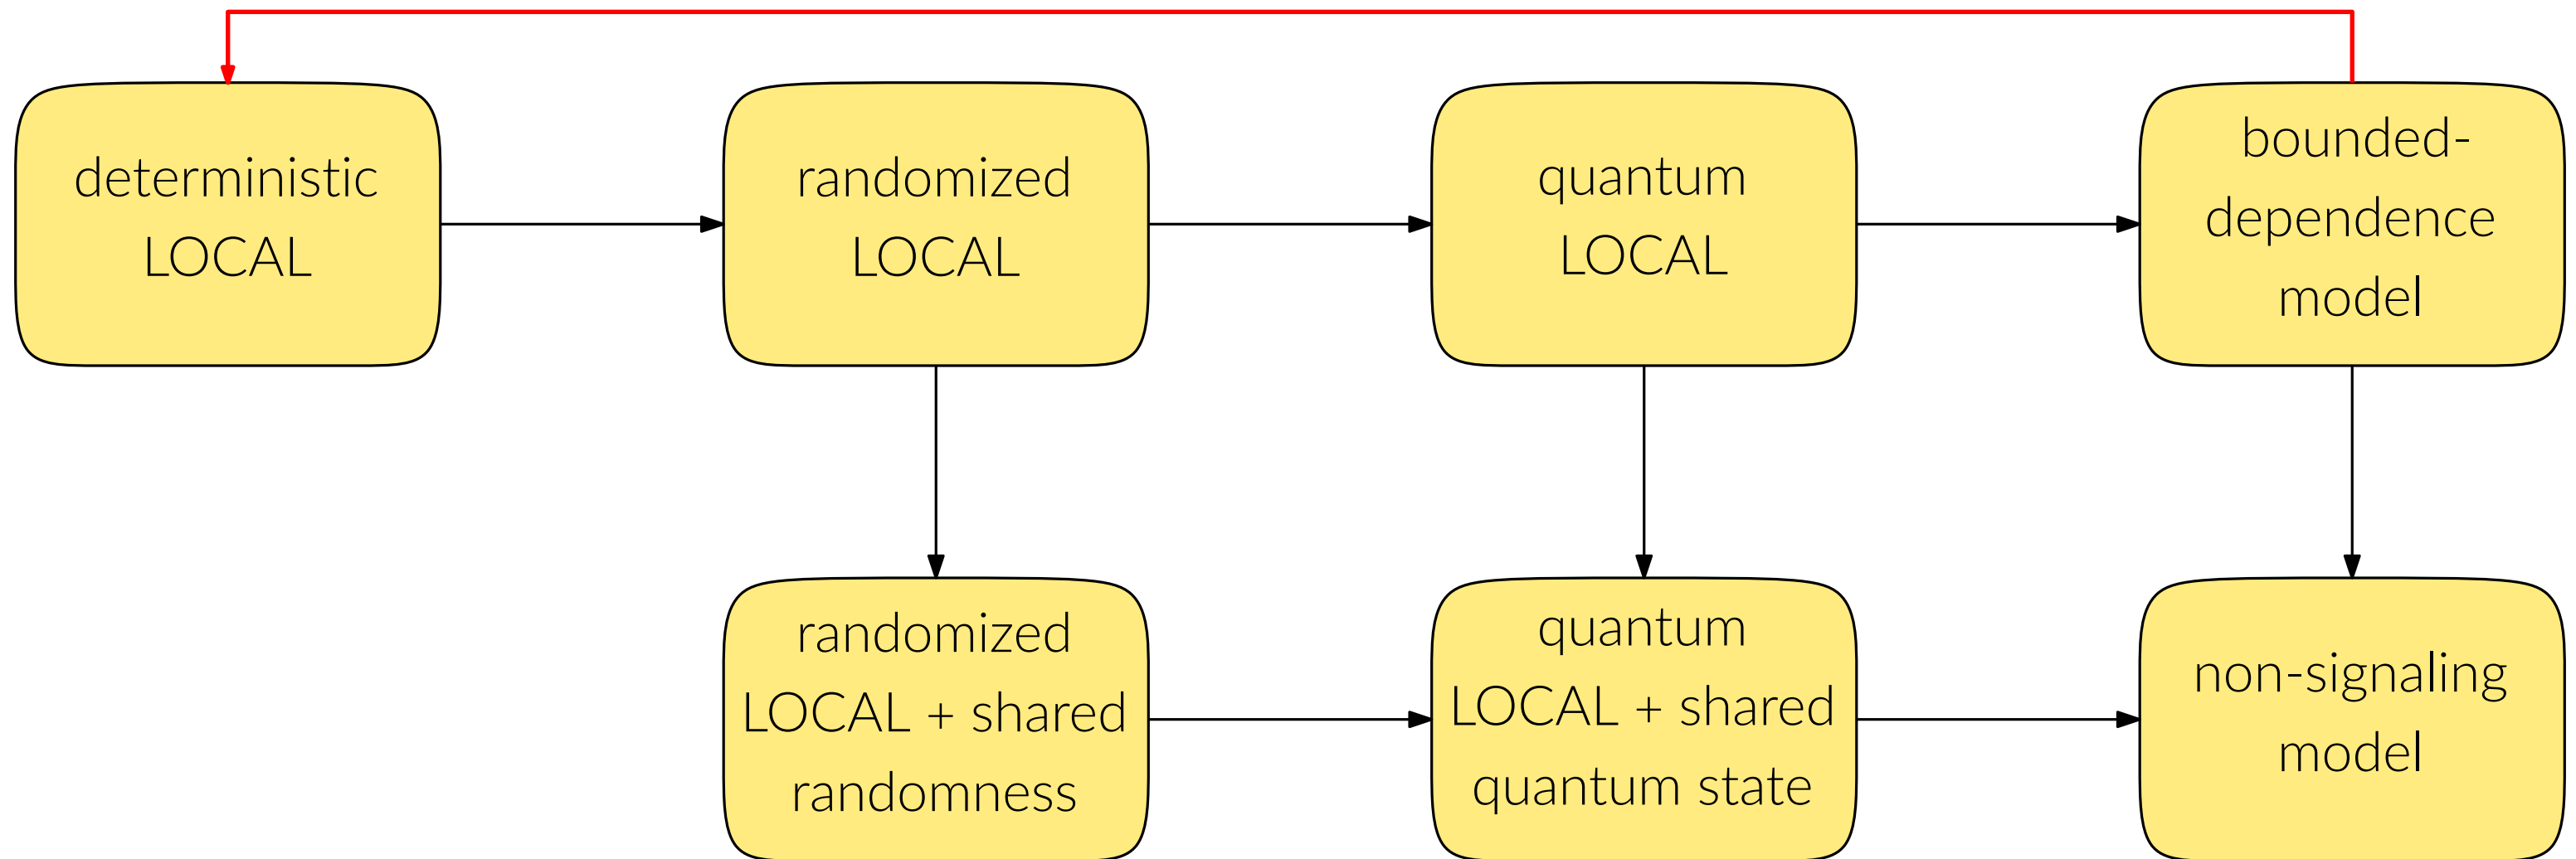 deterministic
LOCAL
randomized
LOCAL
quantum
LOCAL
bounded-
dependence
model
randomized
LOCAL + shared
randomness
quantum
LOCAL + shared
quantum state
non-signaling
model